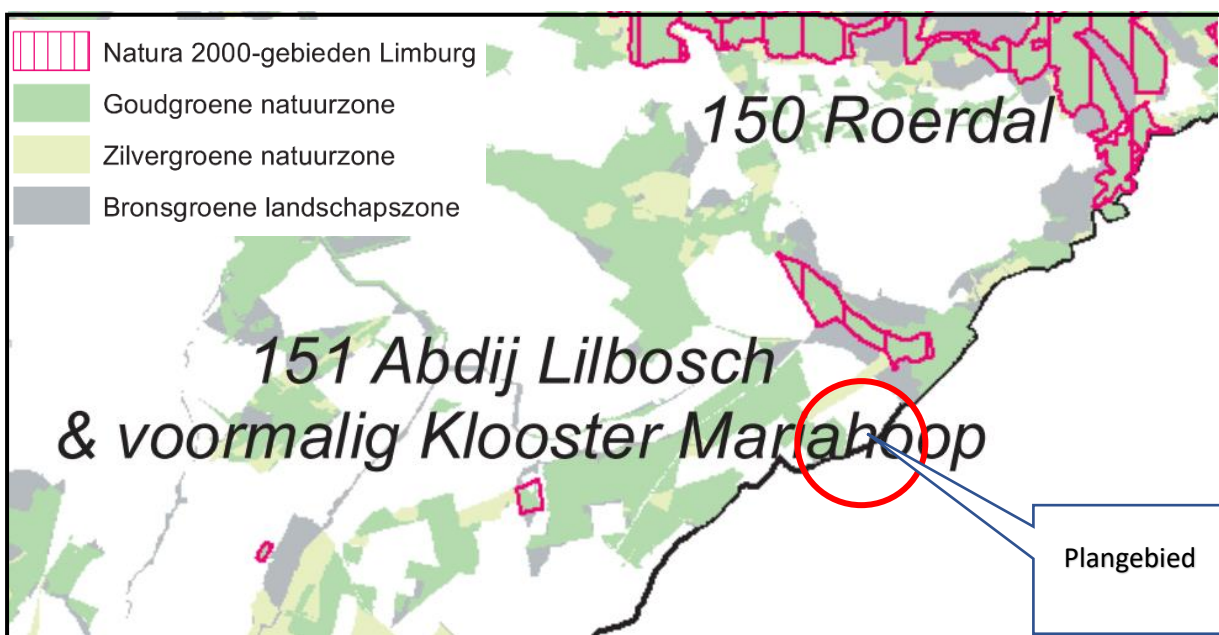 Natura 2000-gebieden Limburg
Goudgroene natuurzone
Zilvergroene natuurzone
Bronsgroene landschapszone
150 Roerdal
151 Abdij Lilbosch
& voormalig Klooster Mariahoop
Plangebied